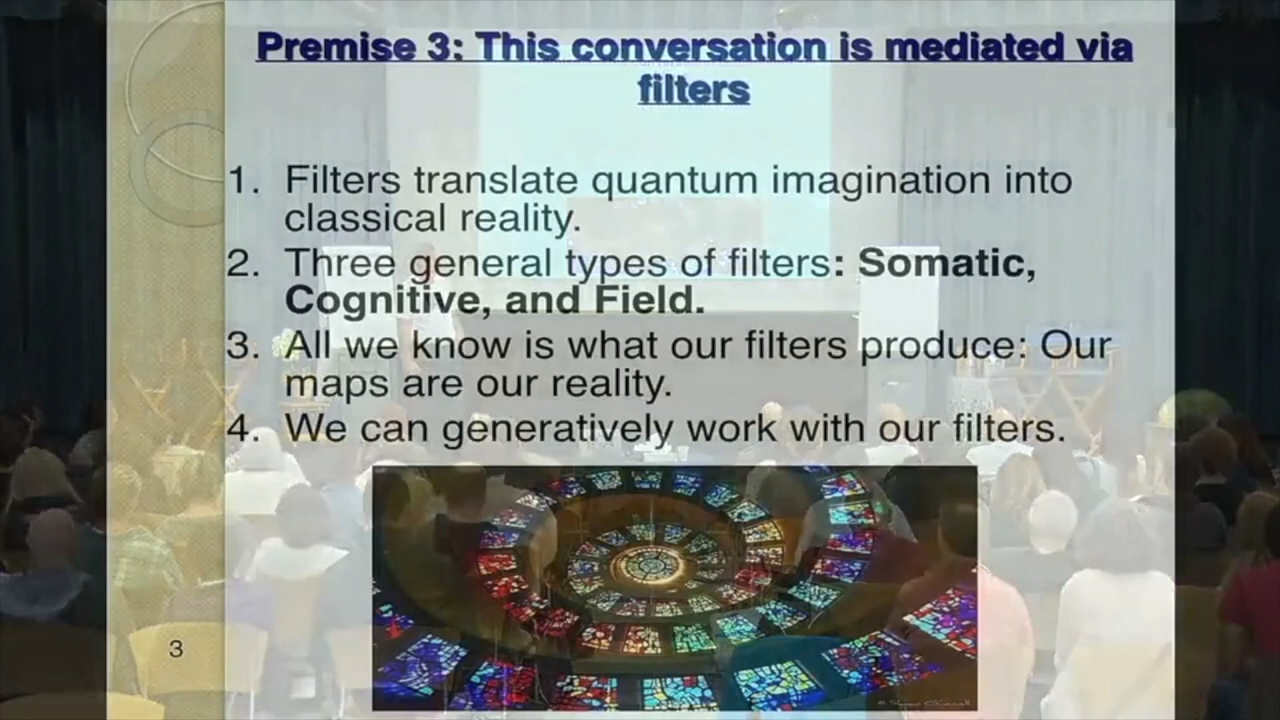 Premise 3: This conversation is mediated via
filters
1. Filters translate quantum imagination into
classical reality.
2. Three general types of filters: Somatic,
Cognitive, and Field.
3. All we know is what our filters produce: Our
maps are our reality.
4. We can generatively work with our filters.
3